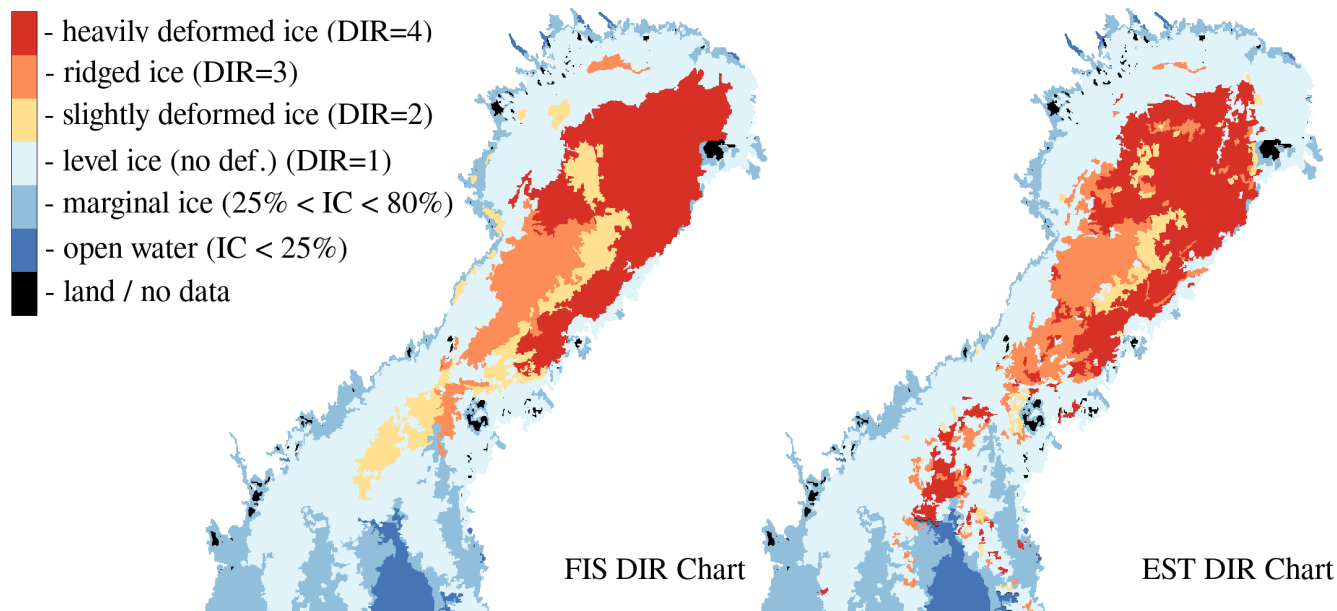 - heavily deformed ice (DIR=4)
- ridged ice (DIR=3)
- slightly deformed ice (DIR=2)
- level ice (no def.) (DIR=1)
- marginal ice (25% < IC < 80%)
- open water (IC < 25%)
- land / no data
FIS DIR Chart
EST DIR Chart